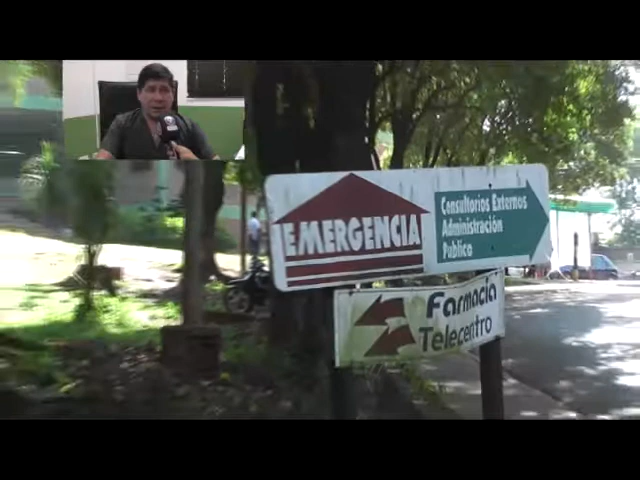 EMERGENCIA
Consultorios Externos
Administración
Publico
Farmacia
Telecentro